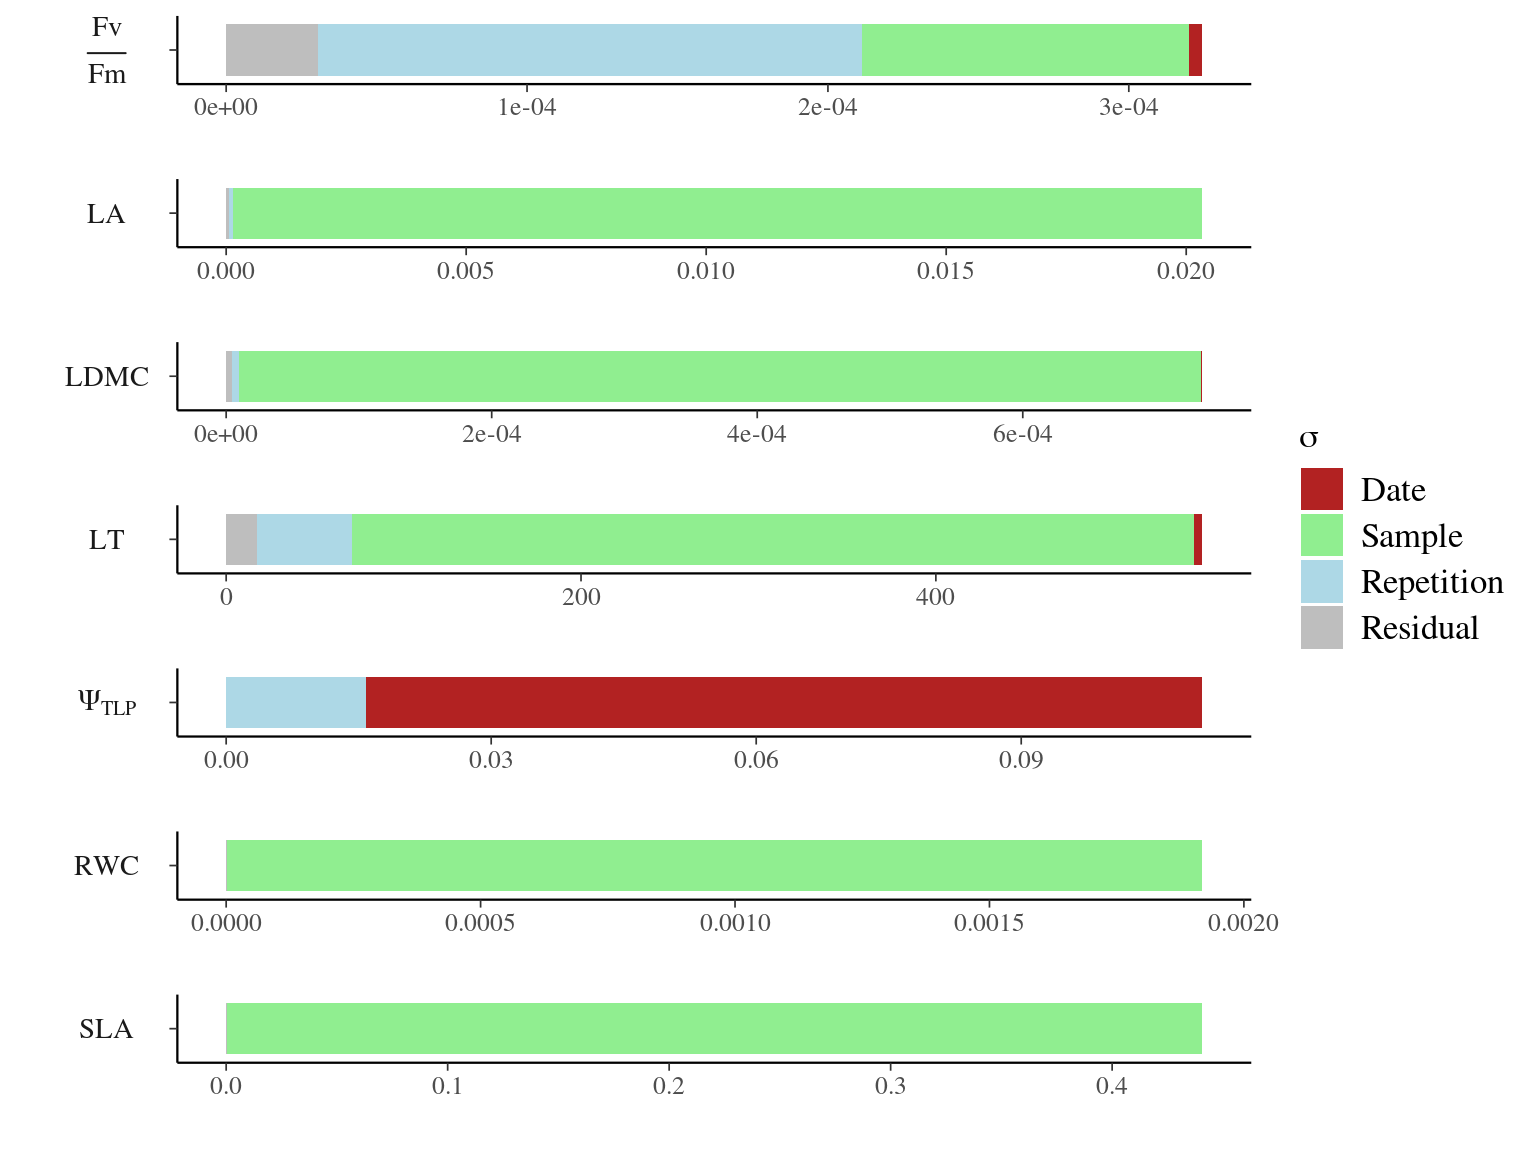 Fv
Fm
0e+00 1e-04 2e-04 3e-04
LA
0.000 0.005 0.010 0.015 0.020
LDMC
0e+00 2e-04 4e-04 6e-04
LT
0 200 400
ΨTLP
0.00 0.03 0.06 0.09
RWC
0.0000 0.0005 0.0010 0.0015 0.0020
SLA
0.0 0.1 0.2 0.3 0.4
σ
Date
Sample
Repetition
Residual